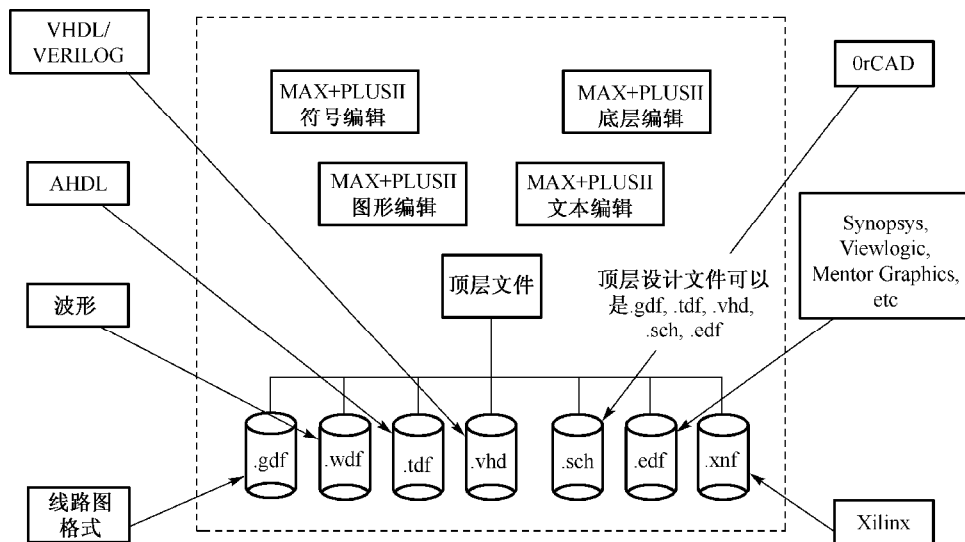 VHDL/
VERILOG
0rCAD
MAX+PLUSII
符号编辑
MAX+PLUSII
底层编辑
AHDL
MAX+PLUSII
图形编辑
MAX+PLUSII
文本编辑
Synopsys,
Viewlogic,
Mentor Graphics,
etc
波形
顶层文件
顶层设计文件可以
是.gdf, .tdf, .vhd,
.sch, .edf
.gdf
.wdf
.tdf
.vhd
.sch
.edf
.xnf
线路图
格式
Xilinx